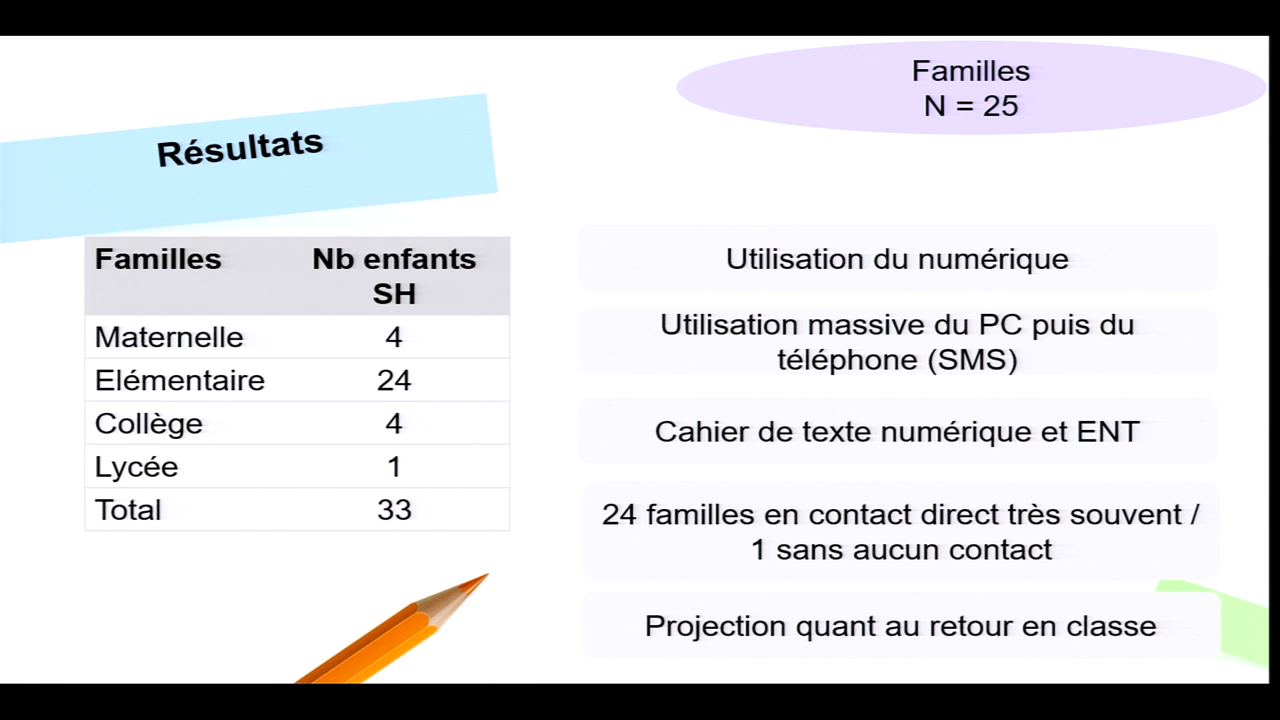 Familles
N = 25
Résultats
Familles Nb enfants
SH
Maternelle 4
Elémentaire 24
Collège 4
Lycée 1
Total 33
Utilisation du numérique
Utilisation massive du PC puis du
téléphone (SMS)
Cahier de texte numérique et ENT
24 familles en contact direct très souvent /
1 sans aucun contact
Projection quant au retour en classe